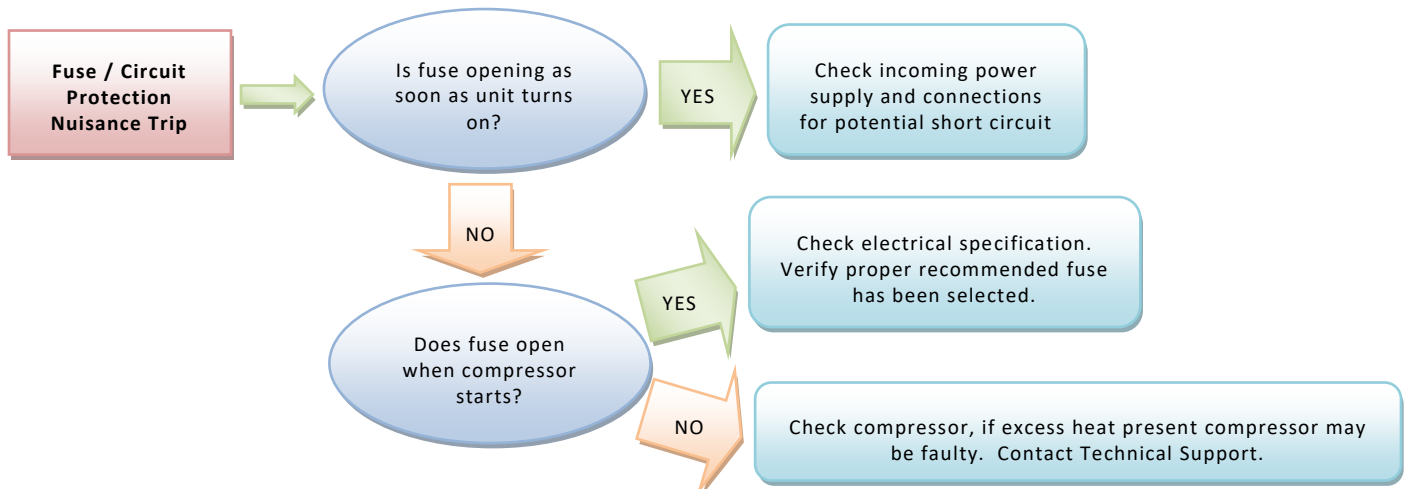 Fuse / Circuit
Protection
Nuisance Trip
Is fuse opening as
soon as unit turns
on?
YES
Check incoming power
supply and connections
for potential short circuit
NO
Does fuse open
when compressor
starts?
YES
Check electrical specification.
Verify proper recommended fuse
has been selected.
NO
Check compressor, if excess heat present compressor may
be faulty.  Contact Technical Support.